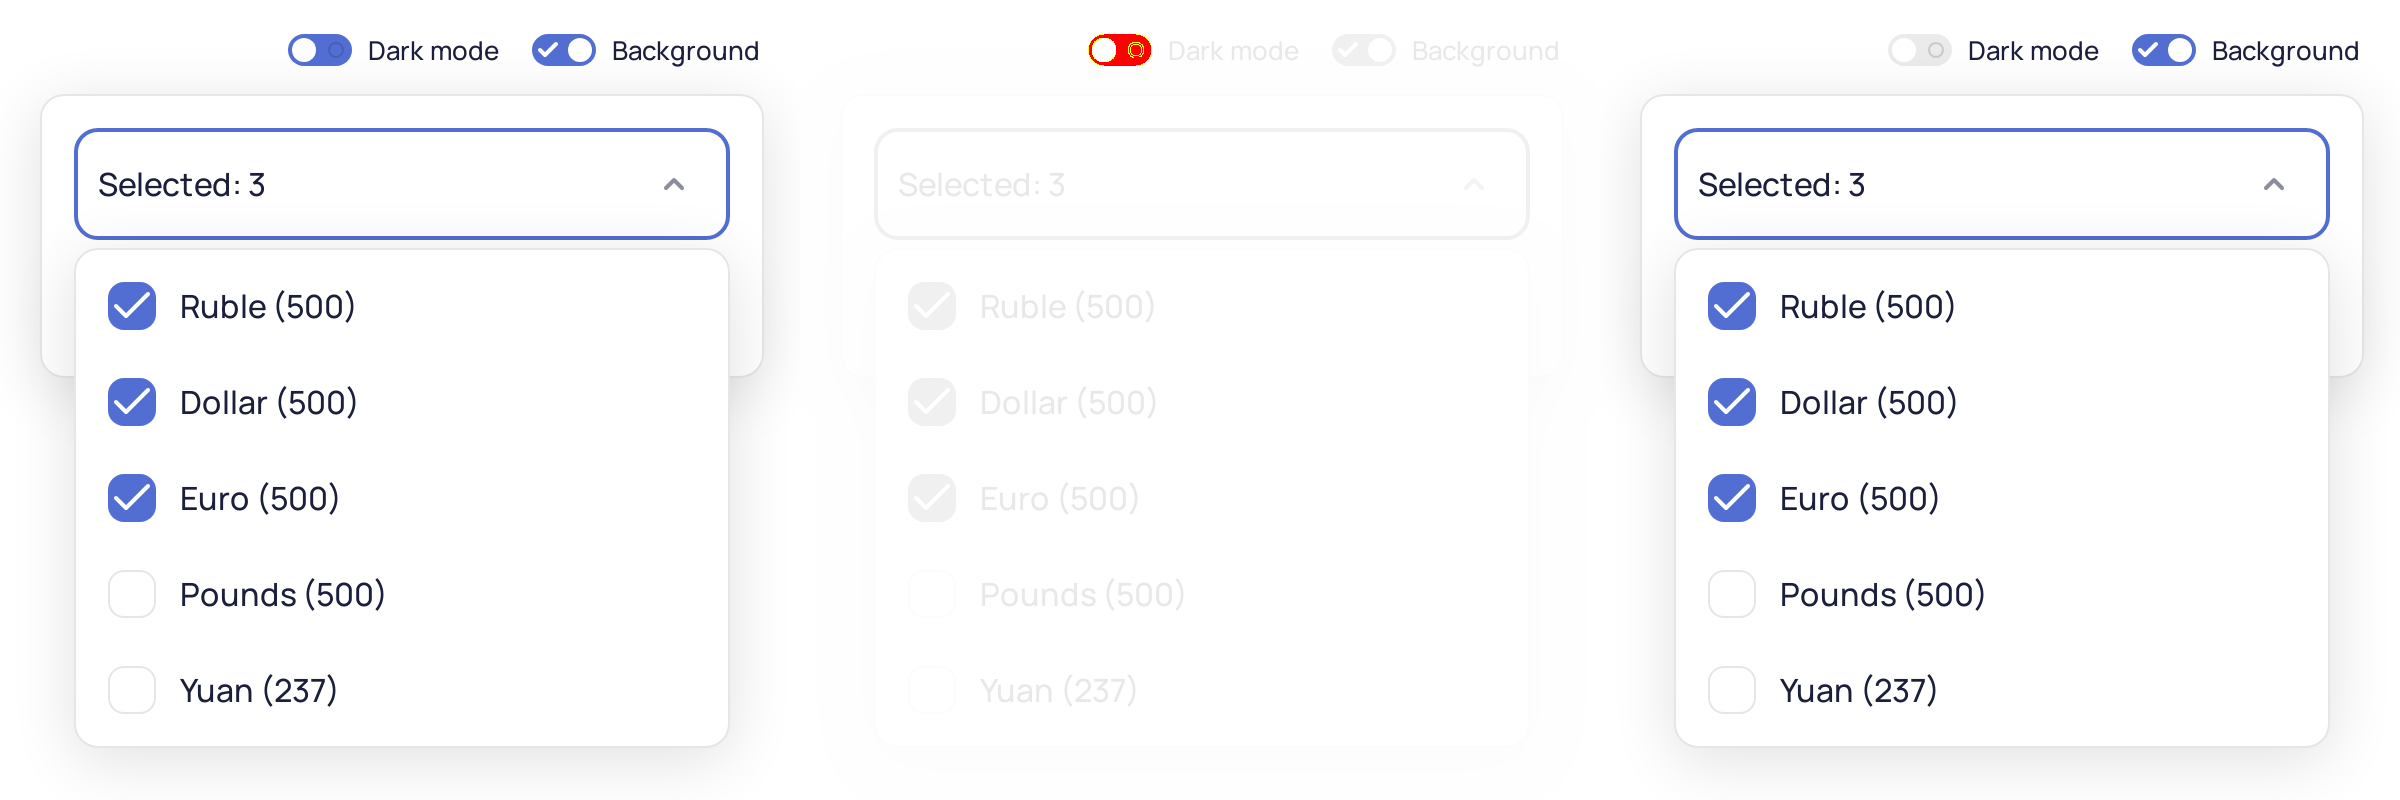 Dark mode Background
Selected: 3
Ruble (500)
Dollar (500)
Euro (500)
Pounds (500)
Yuan (237)
Dark mode Background
Selected: 3
Ruble (500)
Dollar (500)
Euro (500)
Pounds (500)
Yuan (237)
Dark mode Background
Selected: 3
Ruble (500)
Dollar (500)
Euro (500)
Pounds (500)
Yuan (237)